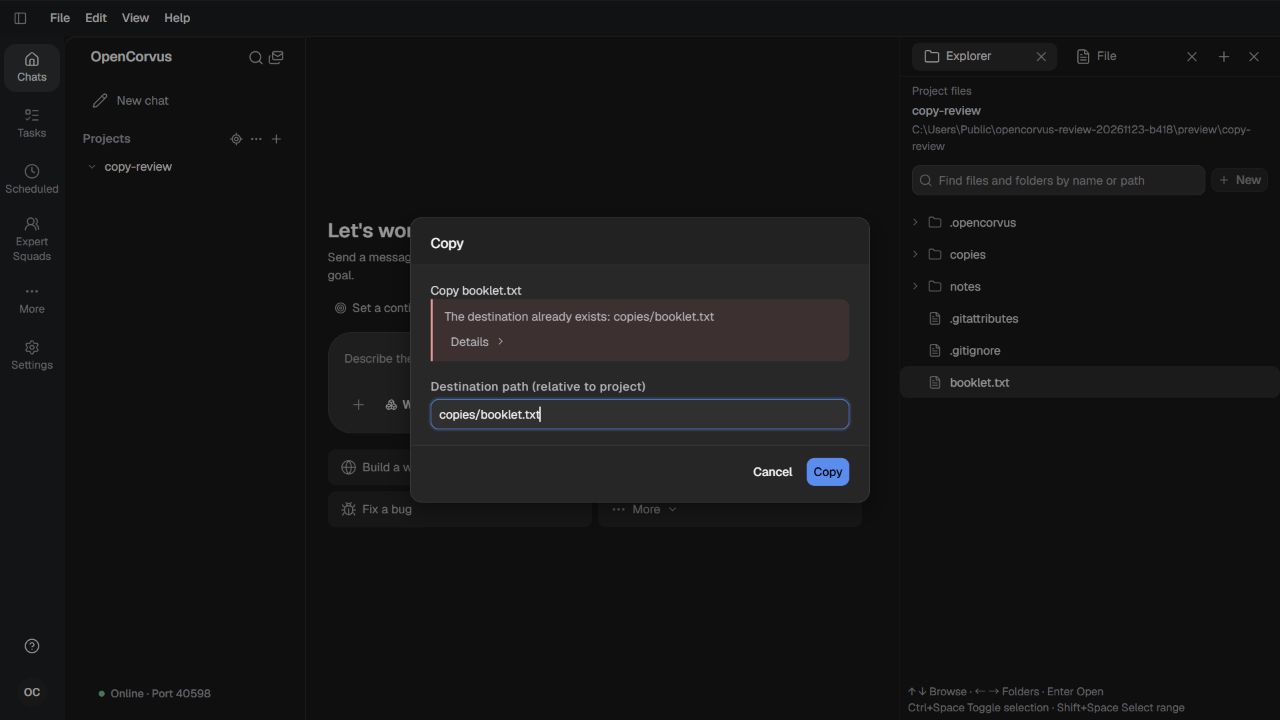 File Edit View Help
Chats
Tasks
Scheduled
Expert
Squads
More
Settings
OC
OpenCorvus
New chat
Projects
copy-review
Online · Port 40598
Let's wor
Send a messag
goal.
Set a conti
Describe the
W
Build a w
Fix a bug
More
Copy
Copy booklet.txt
The destination already exists: copies/booklet.txt
Details
Destination path (relative to project)
copies/booklet.txt
Cancel Copy
Explorer File
Project files
copy-review
C:\Users\Public\opencorvus-review-20261123-b418\preview\copy-
review
Find files and folders by name or path
New
.opencorvus
copies
notes
.gitattributes
.gitignore
booklet.txt
↑↓ Browse · ←→ Folders · Enter Open
Ctrl+Space Toggle selection · Shift+Space Select range